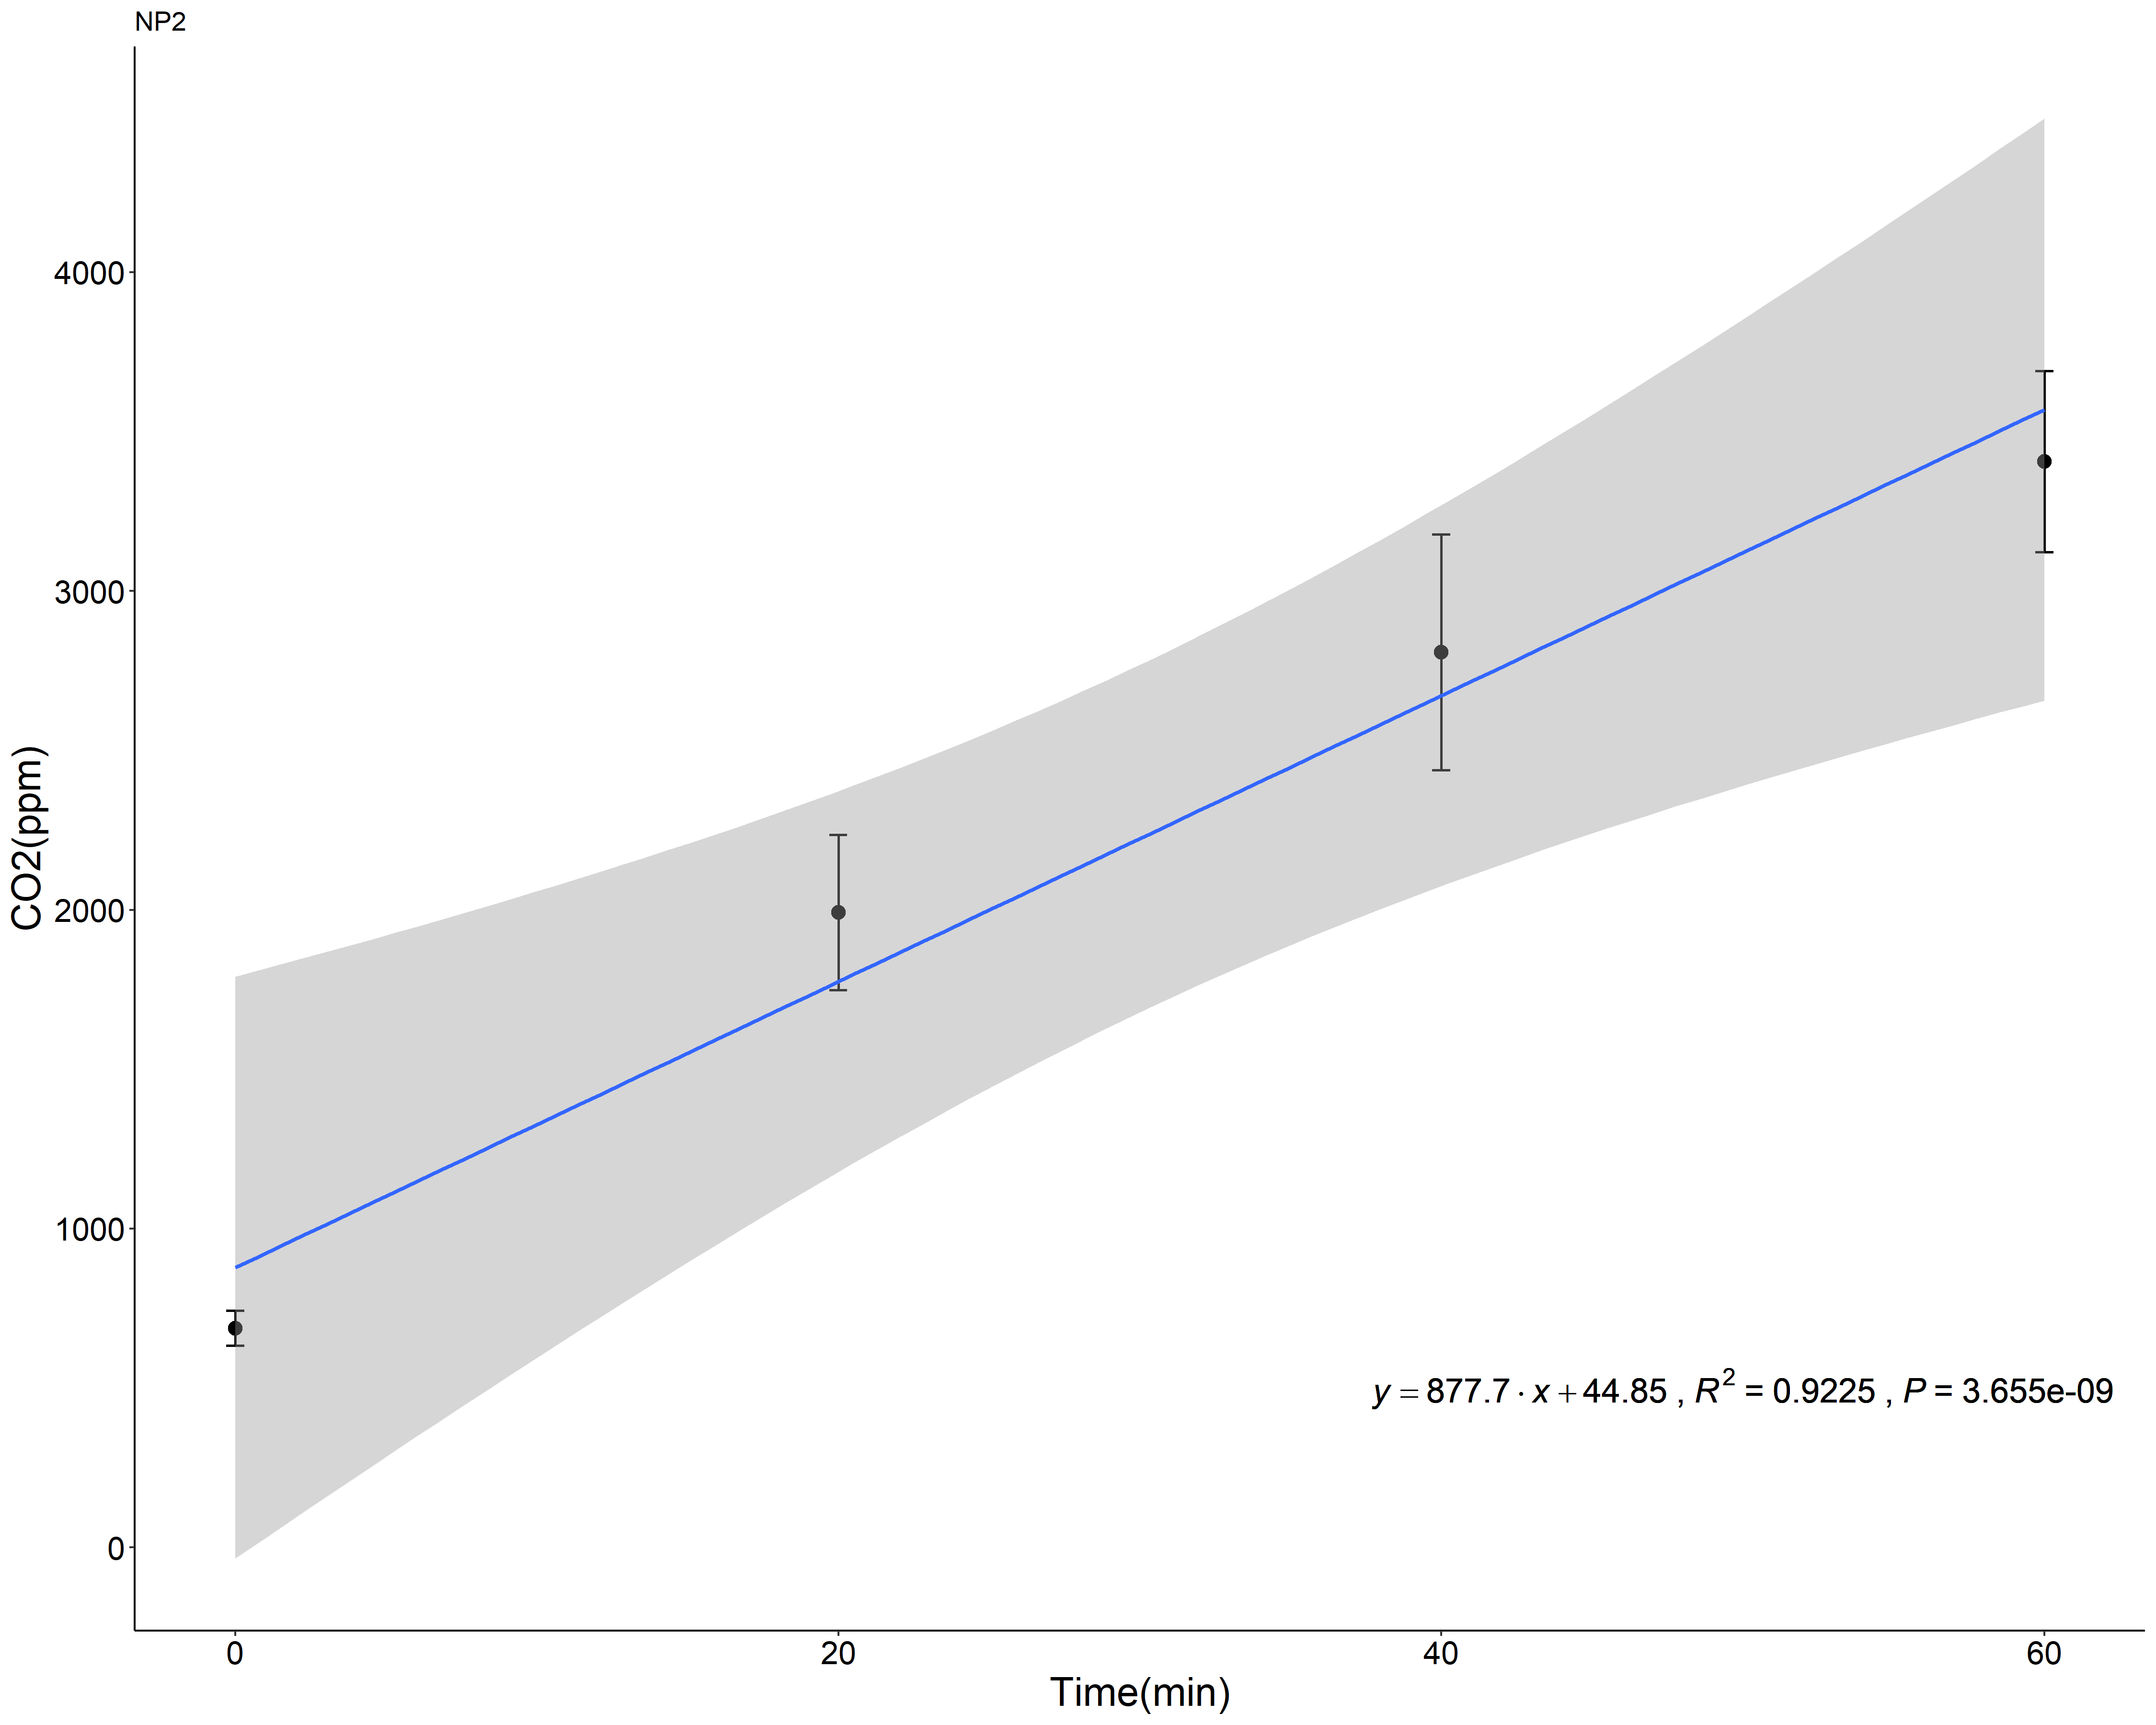 NP2
4000
3000
2000
1000
0
CO2(ppm)
y = 877.7 · x + 44.85 , R² = 0.9225 , P = 3.655e-09
0 20 40 60
Time(min)